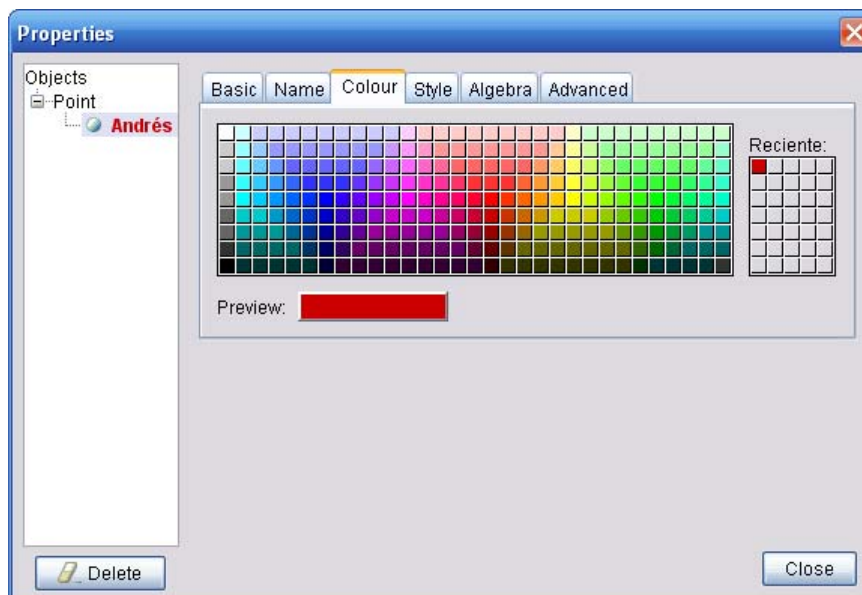 Properties
Objects
Point
Andrés
Basic Name Colour Style Algebra Advanced
Reciente:
Preview:
Delete
Close